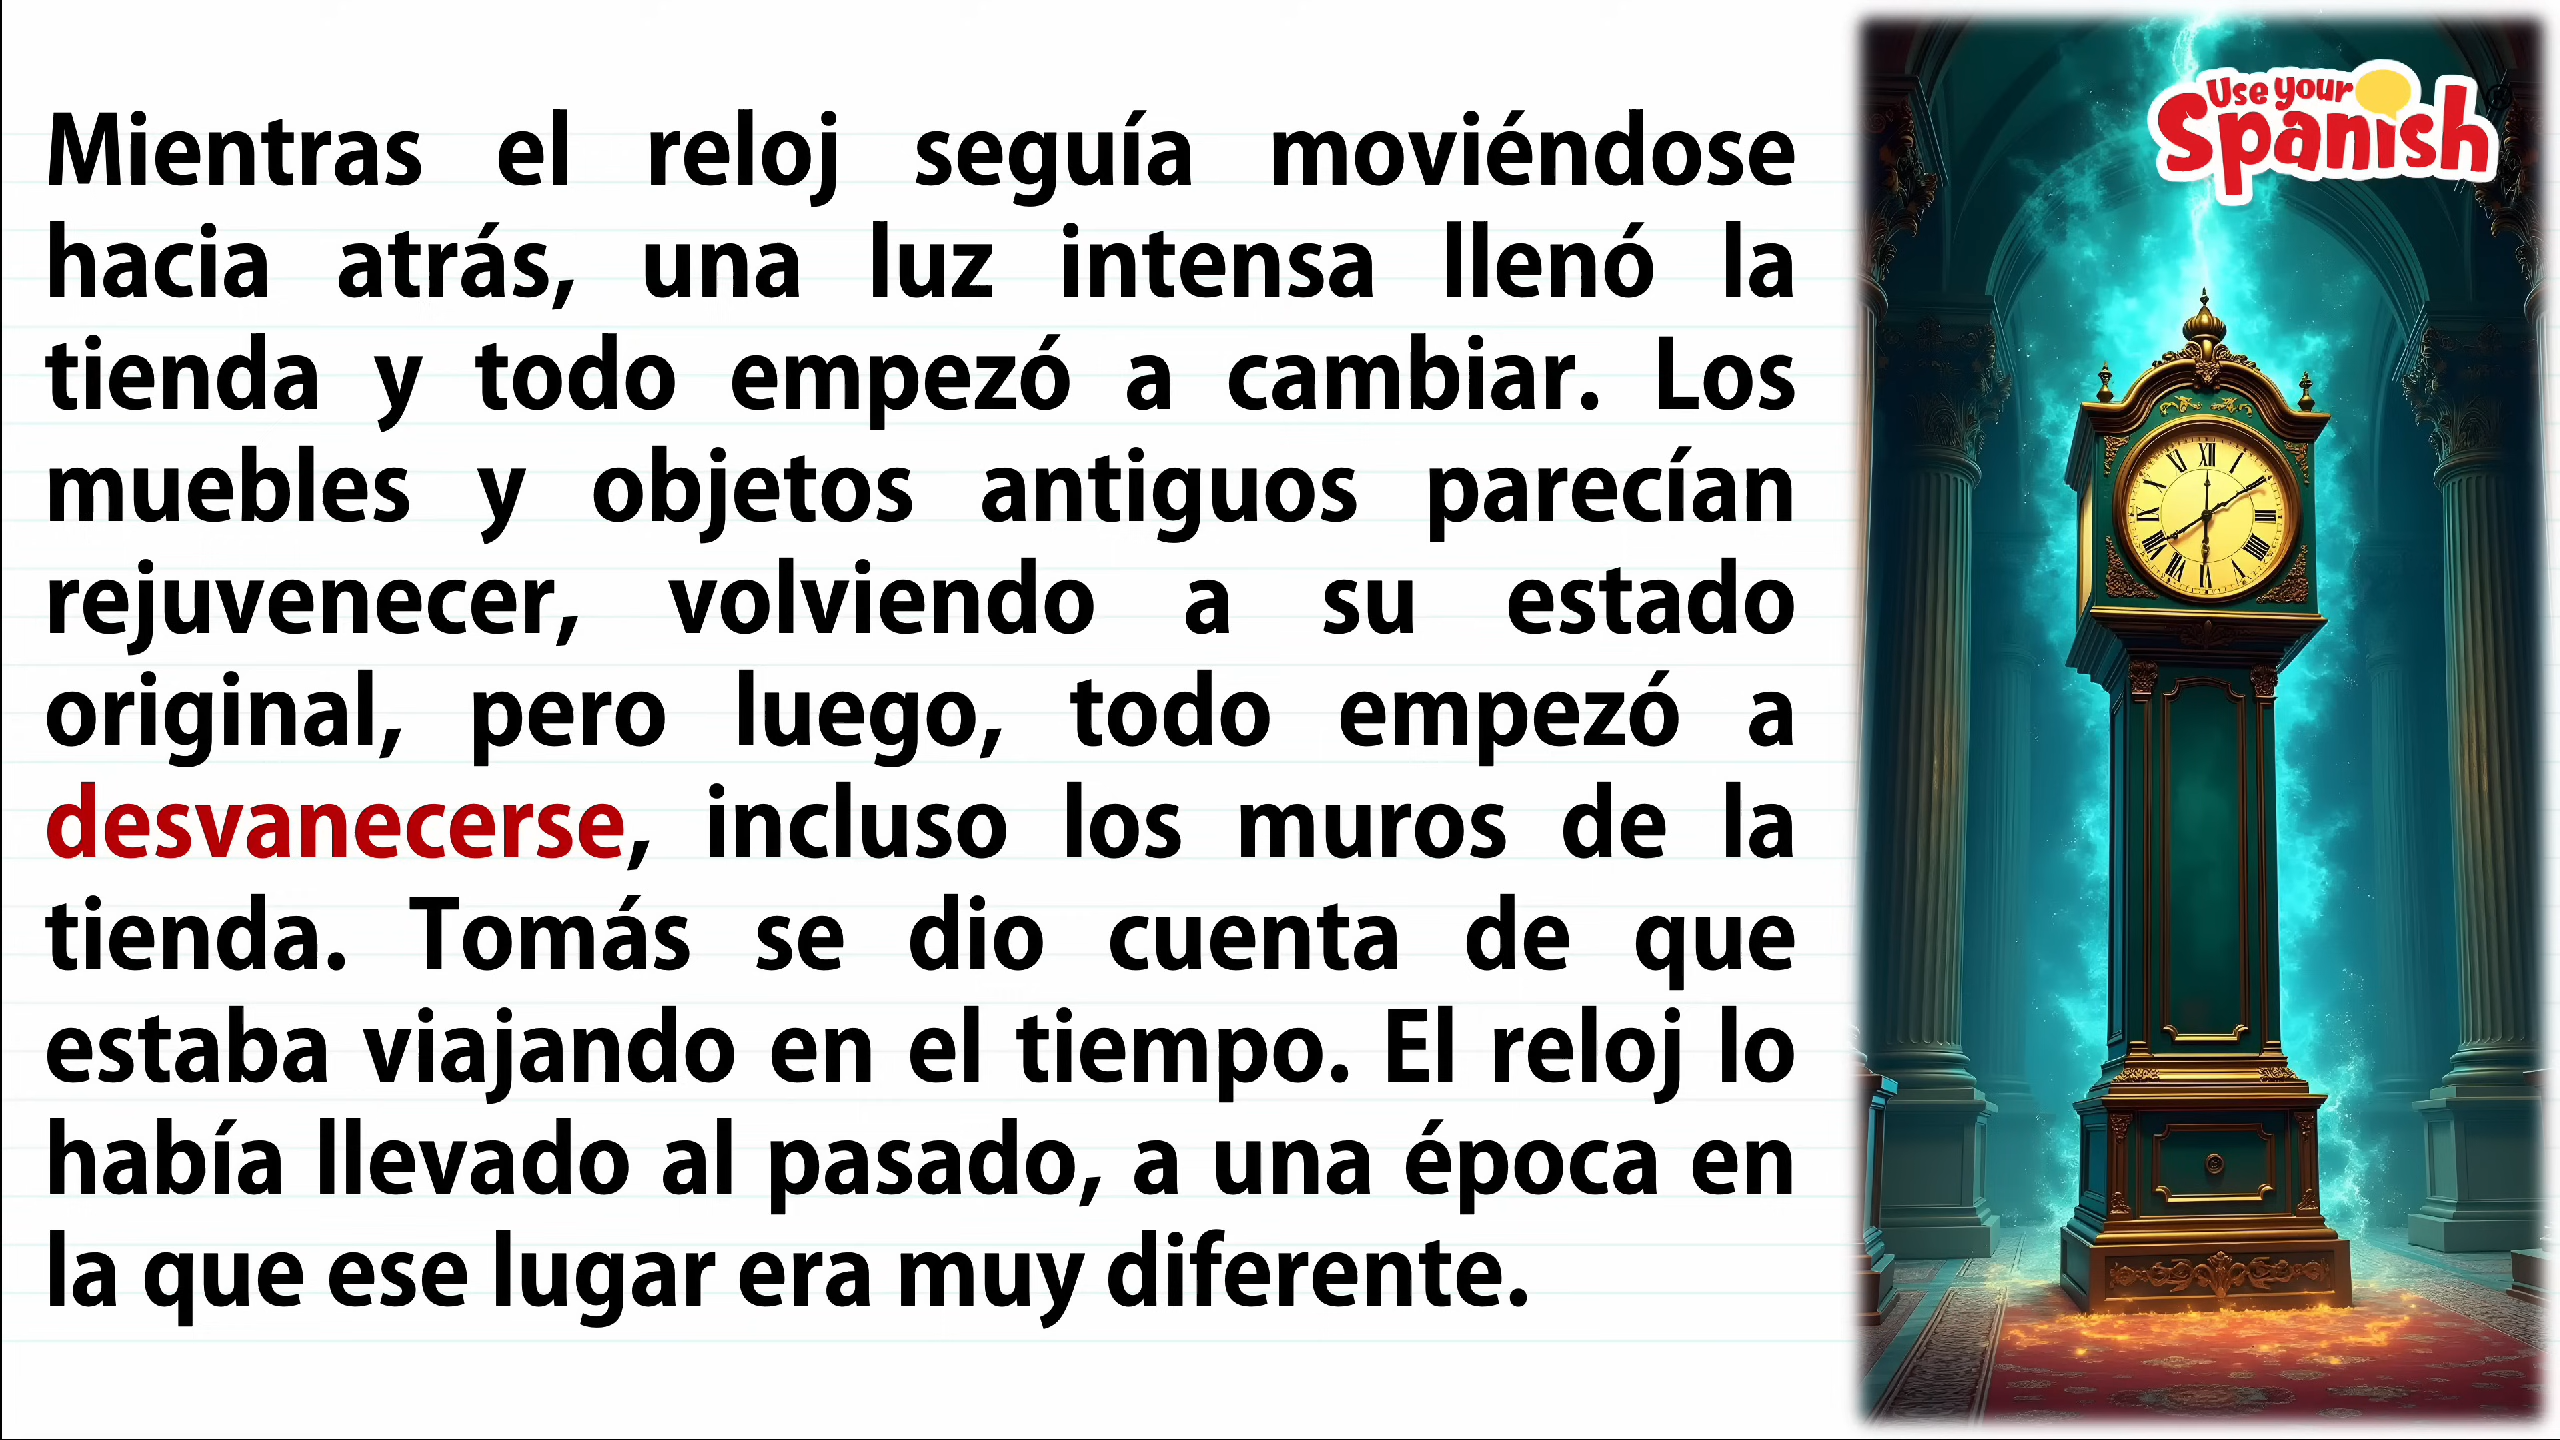 Mientras el reloj seguía moviéndose
hacia atrás, una luz intensa llenó la
tienda y todo empezó a cambiar. Los
muebles y objetos antiguos parecían
rejuvenecer, volviendo a su estado
original, pero luego, todo empezó a
desvanecerse, incluso los muros de la
tienda. Tomás se dio cuenta de que
estaba viajando en el tiempo. El reloj lo
había llevado al pasado, a una época en
la que ese lugar era muy diferente.
Use your
Spanish